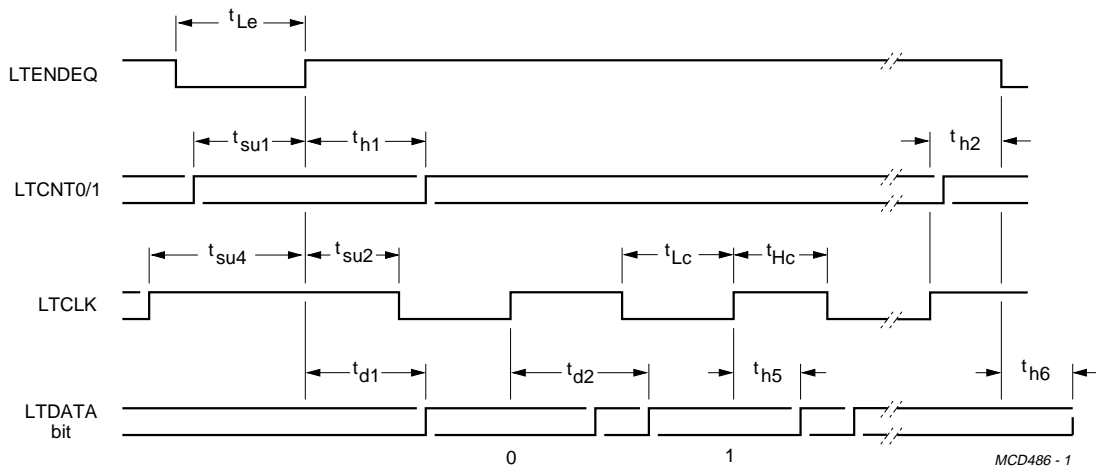 tLe
LTENDEQ
tsu1
th1
th2
LTCNT0/1
tsu4
tsu2
tLc
tHc
LTCLK
td1
td2
th5
th6
LTDATA
bit
0
1
MCD486 - 1